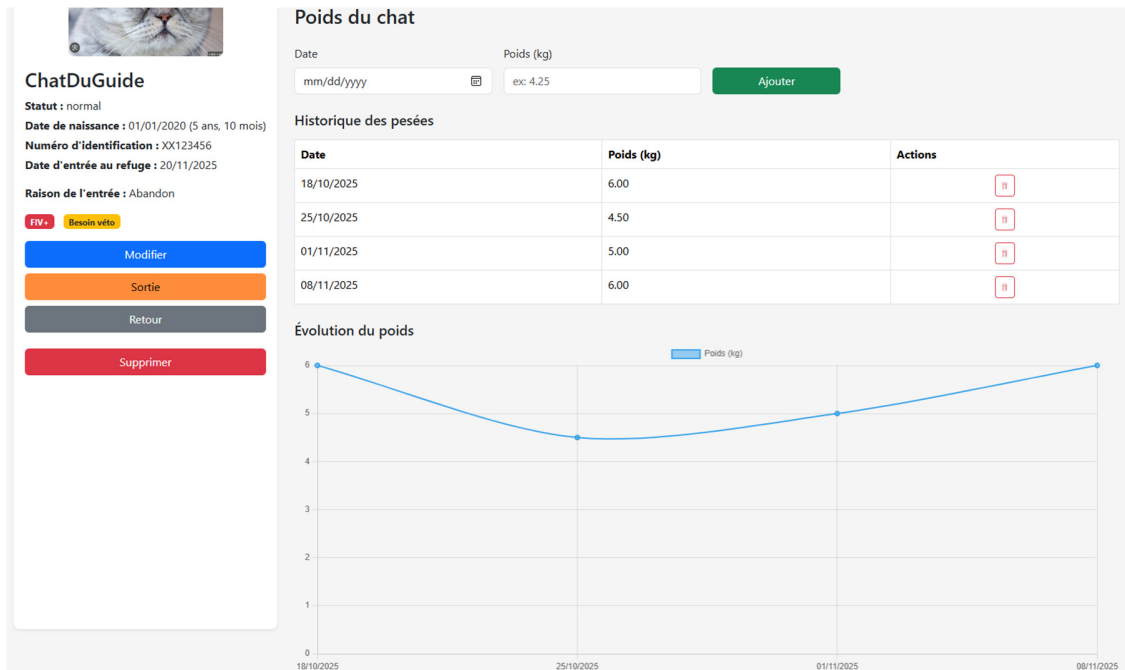 ChatDuGuide
Statut : normal
Date de naissance : 01/01/2020 (5 ans, 10 mois)
Numéro d'identification : XX123456
Date d'entrée au refuge : 20/11/2025
Raison de l'entrée : Abandon
FIV+ Besoin véto
Modifier
Sortie
Retour
Supprimer
Poids du chat
Date Poids (kg)
mm/dd/yyyy ex: 4.25 Ajouter
Historique des pesées
Date Poids (kg) Actions
18/10/2025 6.00
25/10/2025 4.50
01/11/2025 5.00
08/11/2025 6.00
Évolution du poids
Poids (kg)
6
5
4
3
2
1
0
18/10/2025 25/10/2025 01/11/2025 08/11/2025